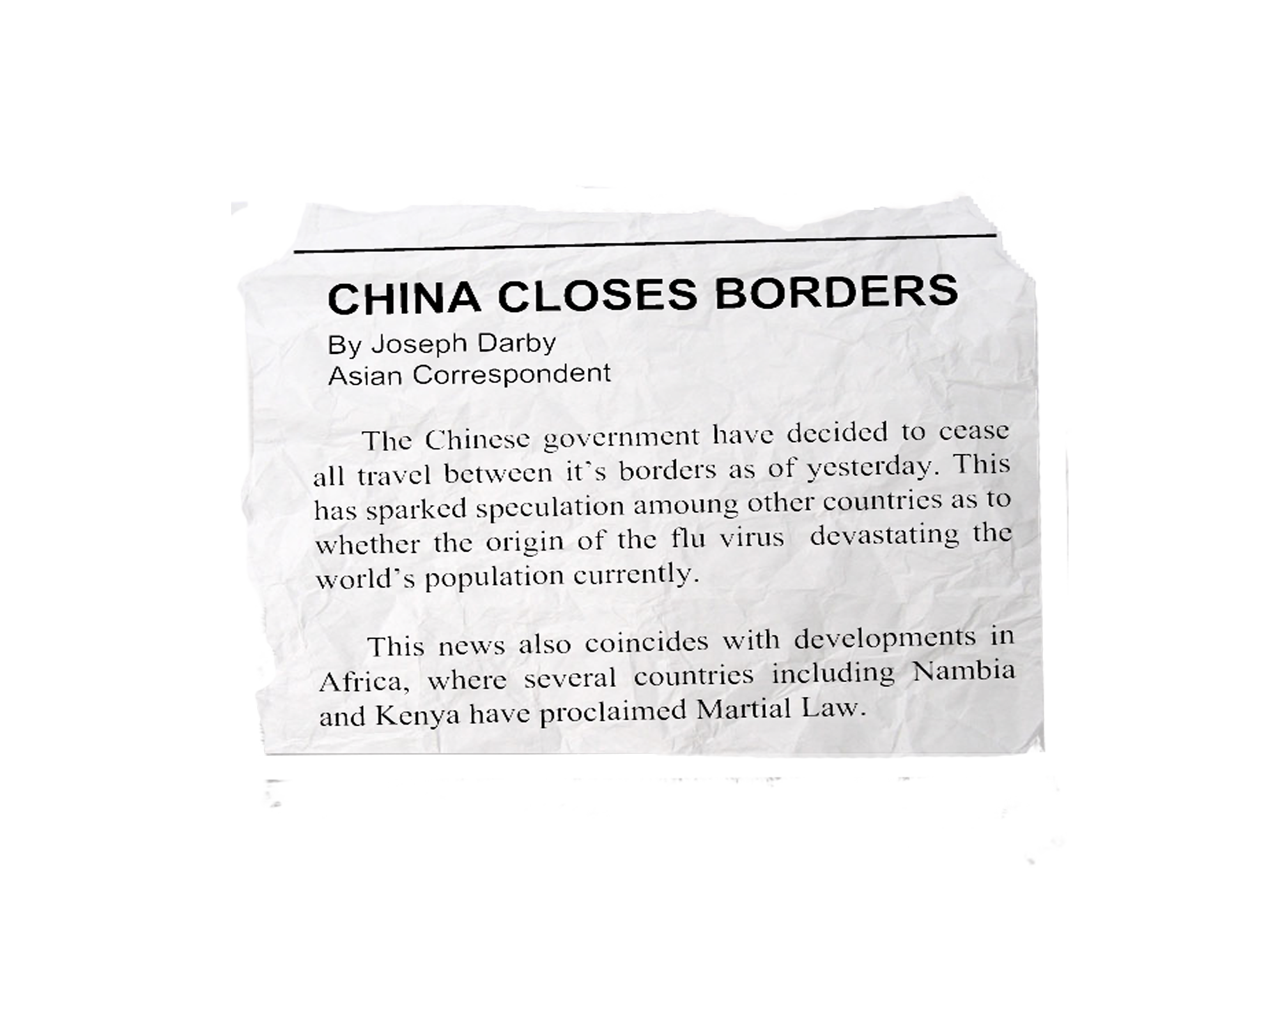 CHINA CLOSES BORDERS
By Joseph Darby
Asian Correspondent
The Chinese government have decided to cease
all travel between it's borders as of yesterday. This
has sparked speculation amoung other countries as to
whether the origin of the flu virus devastating the
world's population currently.
This news also coincides with developments in
Africa, where several countries including Nambia
and Kenya have proclaimed Martial Law.